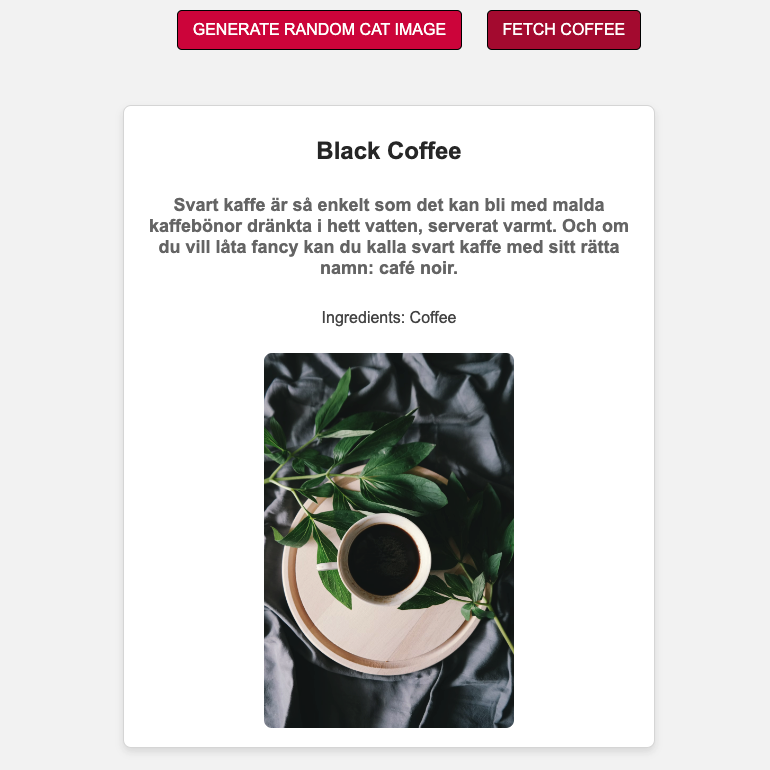 GENERATE RANDOM CAT IMAGE FETCH COFFEE
Black Coffee
Svart kaffe är så enkelt som det kan bli med malda
kaffebönor dränkta i hett vatten, serverat varmt. Och om
du vill låta fancy kan du kalla svart kaffe med sitt rätta
namn: café noir.
Ingredients: Coffee